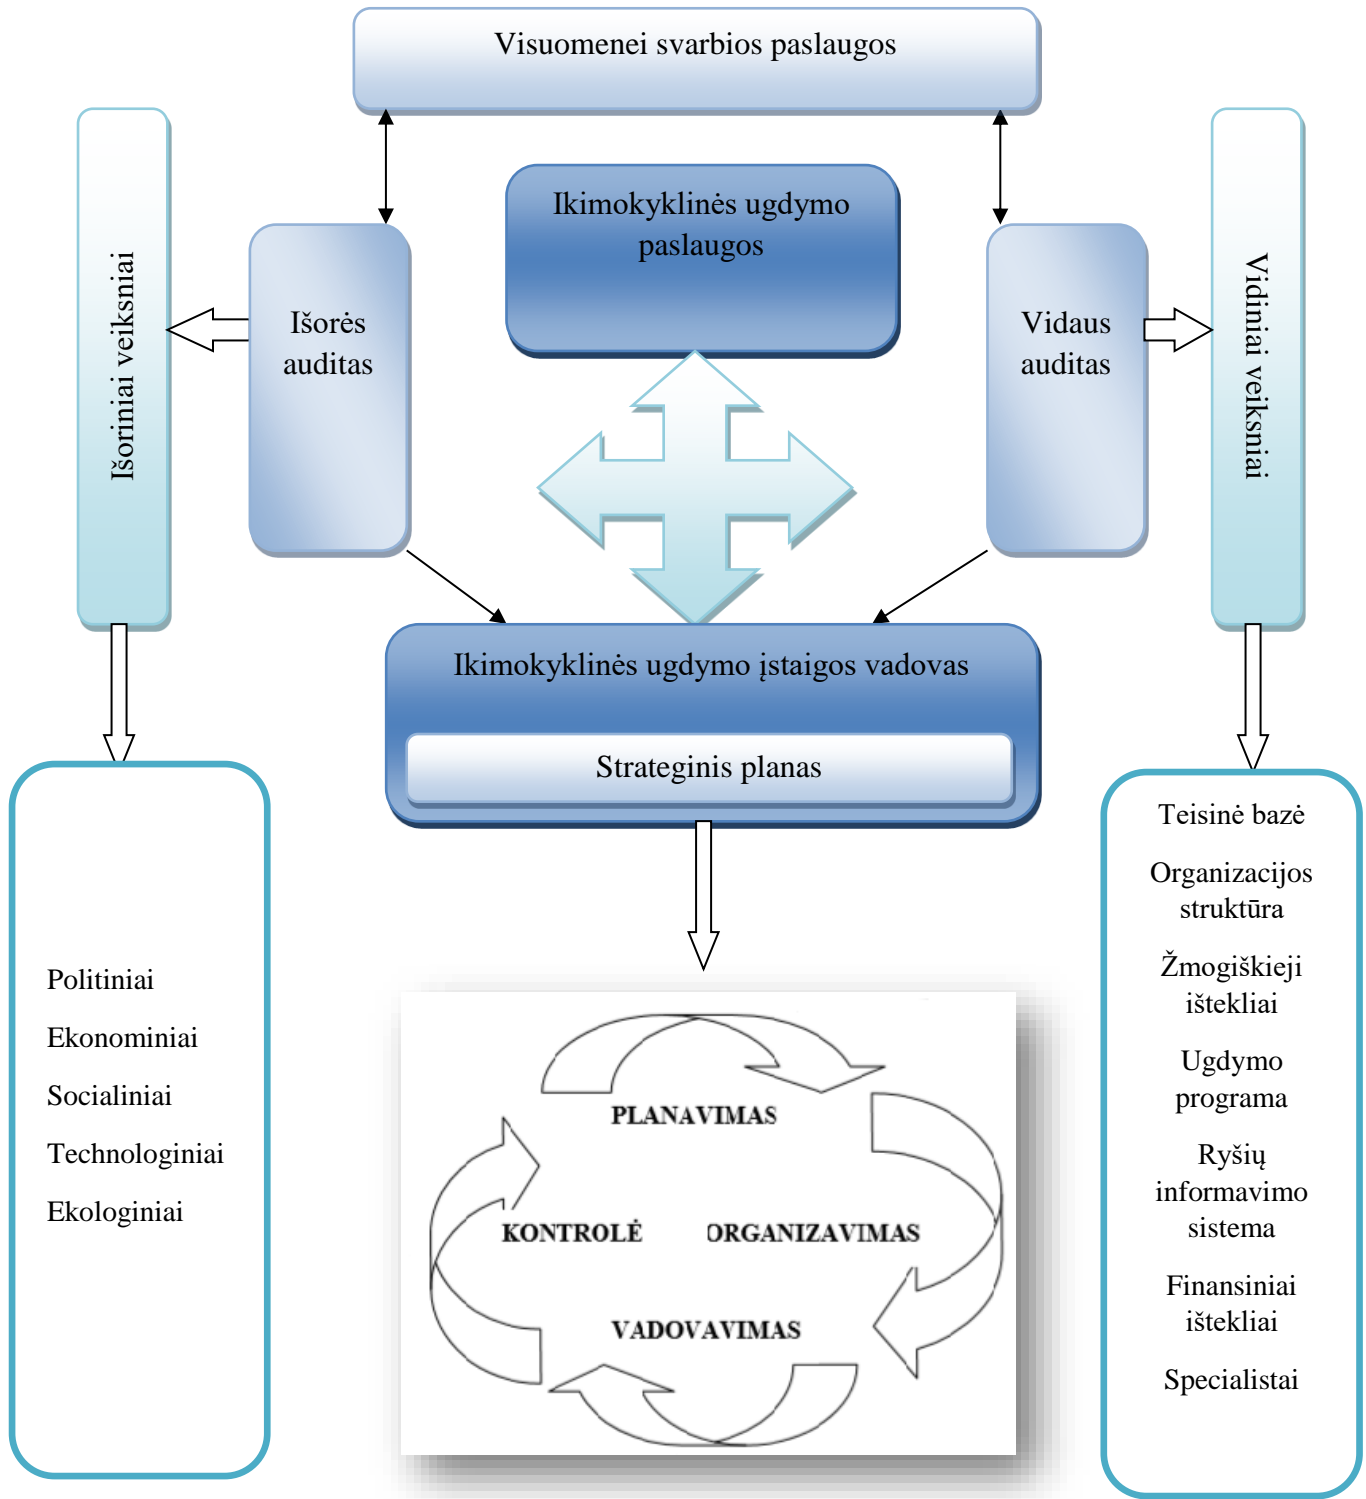 Visuomenei svarbios paslaugos
Ikimokyklinės ugdymo
paslaugos
Išoriniai veiksniai
Išorės
auditas
Vidaus
auditas
Vidiniai veiksniai
Ikimokyklinės ugdymo įstaigos vadovas
Strateginis planas
Politiniai
Ekonominiai
Socialiniai
Technologiniai
Ekologiniai
PLANAVIMAS
KONTROLĖ
ORGANIZAVIMAS
VADOVAVIMAS
Teisinė bazė
Organizacijos
struktūra
Žmogiškieji
ištekliai
Ugdymo
programa
Ryšių
informavimo
sistema
Finansiniai
ištekliai
Specialistai